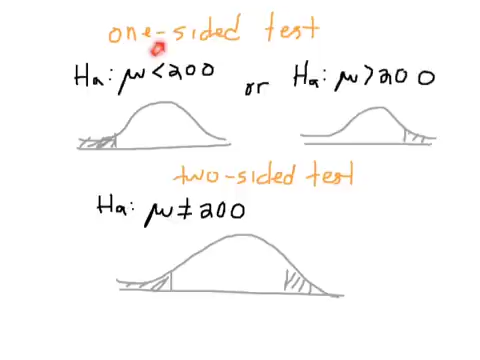 one-sided test
Ha: μ<200 or Ha: μ>200
two-sided test
Ha: μ≠200